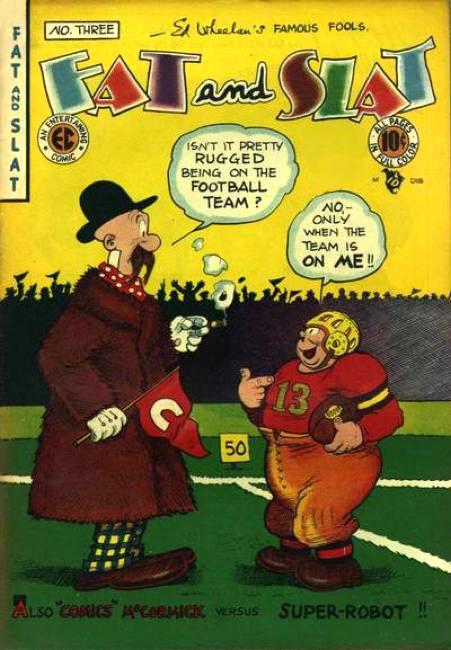 NO. THREE
Ed Wheelan's FAMOUS FOOLS.
FAT AND SLAT
FAT and SLAT
AN ENTERTAINING
EC
COMIC
ALL PAGES
10¢
IN FULL COLOR
M DIS
ISN'T IT PRETTY
RUGGED
BEING ON THE
FOOTBALL
TEAM ?
NO,-
ONLY
WHEN THE
TEAM IS
ON ME!!
C
13
50
ALSO "COMICS" McCORMICK VERSUS SUPER-ROBOT !!